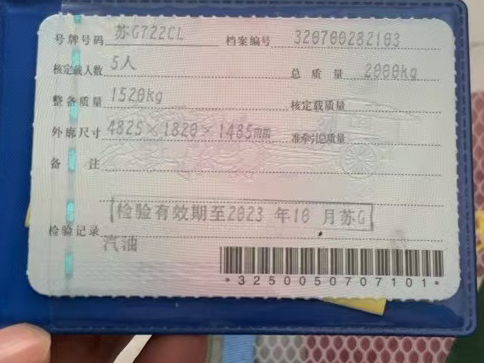 号牌号码 苏G722CL 档案编号 320700282103
核定载人数 5人 总质量 2000kg
整备质量 1520kg 核定载质量
外廓尺寸 4825×1820×1485mm 准牵引总质量
备注
检验有效期至2023年10月苏G
检验记录
汽油
*3250050707101*